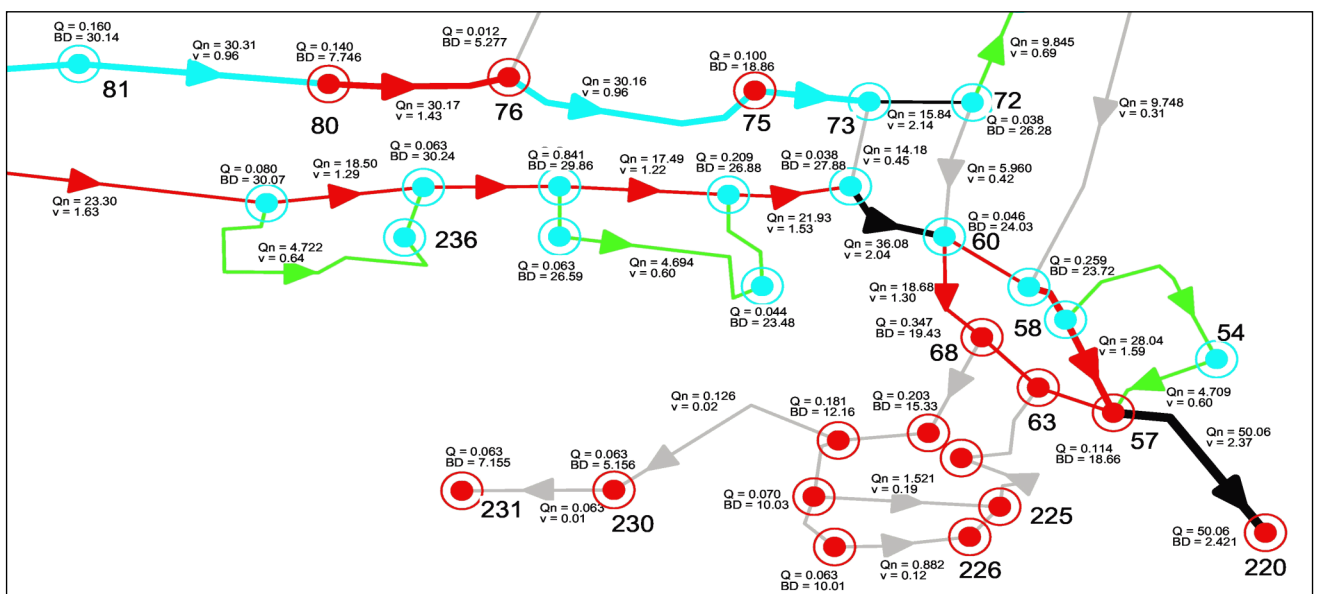 Q = 0.160
BD = 30.14
81
Qn = 30.31
v = 0.96
Q = 0.140
BD = 7.746
80
Qn = 30.17
v = 1.43
Q = 0.012
BD = 5.277
76
Qn = 30.16
v = 0.96
Q = 0.100
BD = 18.86
75
73
Qn = 15.84
v = 2.14
Qn = 9.845
v = 0.69
72
Q = 0.038
BD = 26.28
Qn = 9.748
v = 0.31
Qn = 23.30
v = 1.63
Q = 0.080
BD = 30.07
Qn = 18.50
v = 1.29
Q = 0.063
BD = 30.24
236
Qn = 4.722
v = 0.64
Q = 0.841
BD = 29.86
Qn = 17.49
v = 1.22
Q = 0.209
BD = 26.88
Q = 0.038
BD = 27.88
Qn = 14.18
v = 0.45
Qn = 5.960
v = 0.42
Q = 0.063
BD = 26.59
Qn = 4.694
v = 0.60
Q = 0.044
BD = 23.48
Qn = 21.93
v = 1.53
Qn = 36.08
v = 2.04
Q = 0.046
BD = 24.03
60
Q = 0.259
BD = 23.72
58
Qn = 18.68
v = 1.30
Q = 0.347
BD = 19.43
68
Qn = 28.04
v = 1.59
54
Qn = 4.709
v = 0.60
63
57
Q = 0.114
BD = 18.66
Qn = 50.06
v = 2.37
Qn = 0.126
v = 0.02
Q = 0.181
BD = 12.16
Q = 0.203
BD = 15.33
Q = 0.063
BD = 7.155
231
Qn = 0.063
v = 0.01
Q = 0.063
BD = 5.156
230
Q = 0.070
BD = 10.03
Qn = 1.521
v = 0.19
225
Q = 0.063
BD = 10.01
Qn = 0.882
v = 0.12
226
Q = 50.06
BD = 2.421
220